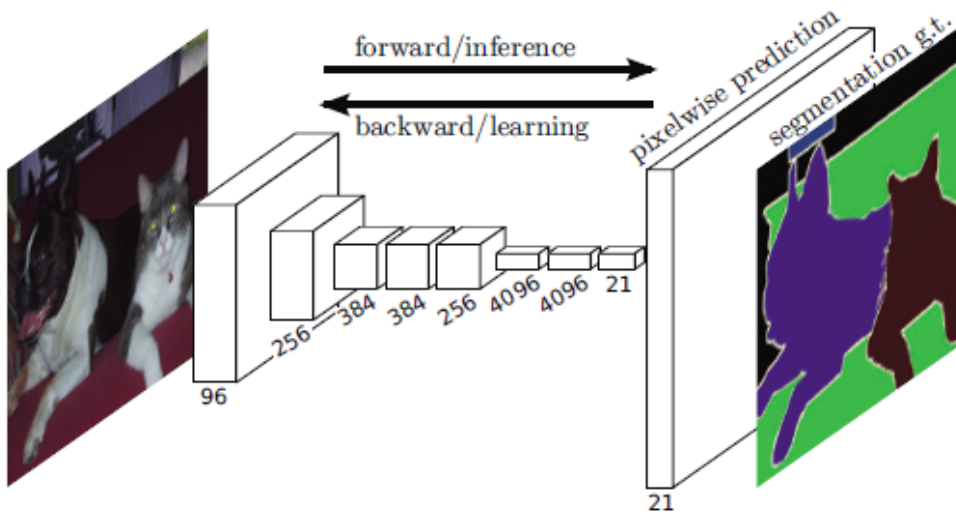 forward/inference
backward/learning
pixelwise prediction
segmentation g.t.
96
256
384
384
256
4096
4096
21
21